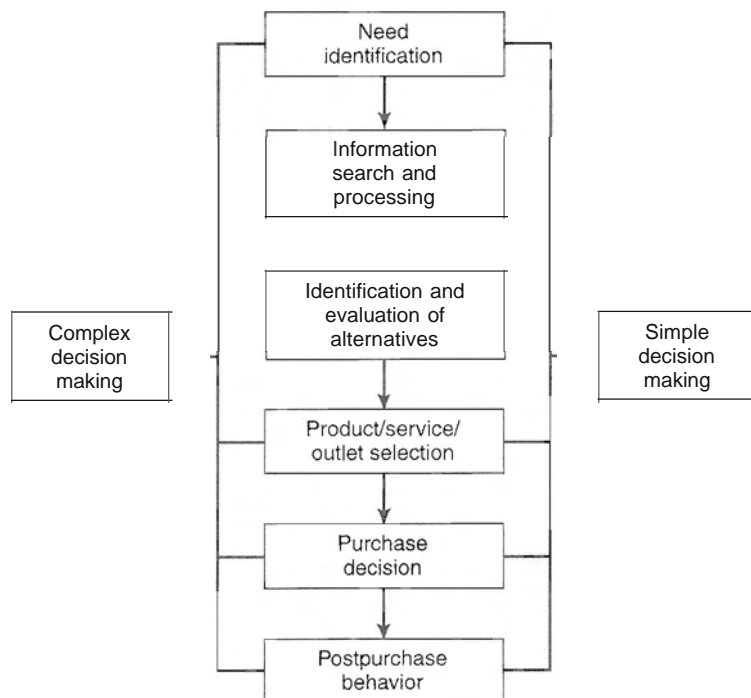 Need
identification
Information
search and
processing
Identification and
evaluation of
alternatives
Complex
decision
making
Simple
decision
making
Product/service/
outlet selection
Purchase
decision
Postpurchase
behavior